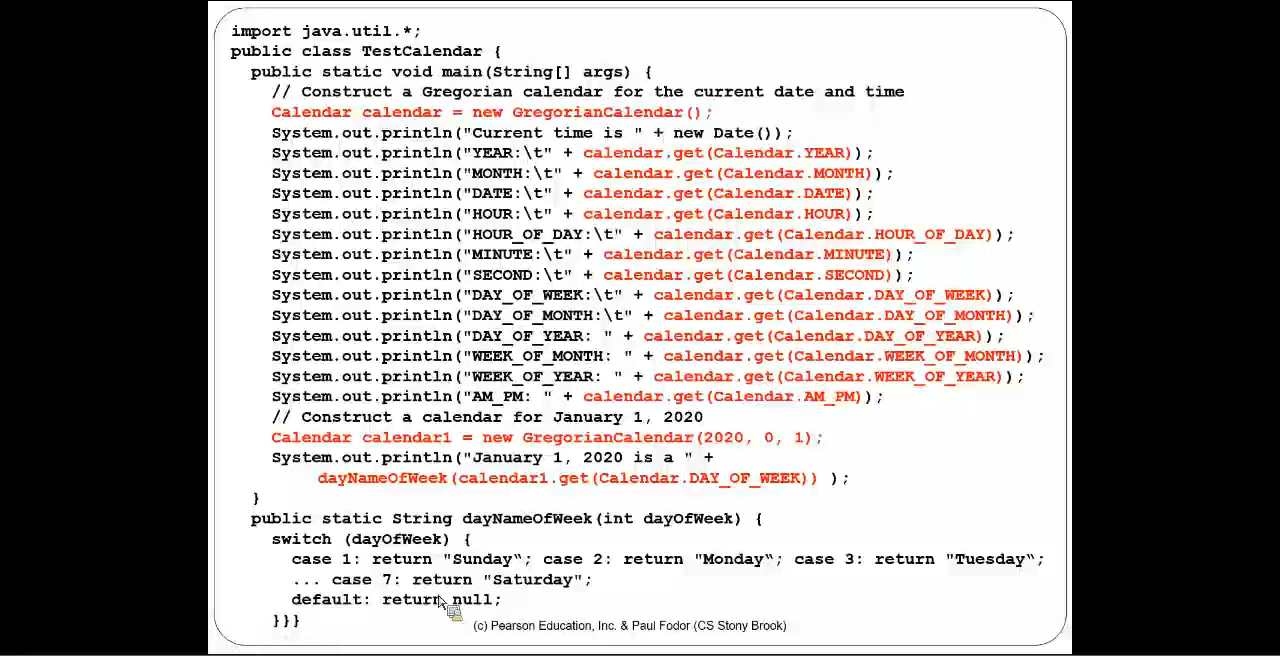 import java.util.*;
public class TestCalendar {
  public static void main(String[] args) {
    // Construct a Gregorian calendar for the current date and time
    Calendar calendar = new GregorianCalendar();
    System.out.println("Current time is " + new Date());
    System.out.println("YEAR:\t" + calendar.get(Calendar.YEAR));
    System.out.println("MONTH:\t" + calendar.get(Calendar.MONTH));
    System.out.println("DATE:\t" + calendar.get(Calendar.DATE));
    System.out.println("HOUR:\t" + calendar.get(Calendar.HOUR));
    System.out.println("HOUR_OF_DAY:\t" + calendar.get(Calendar.HOUR_OF_DAY));
    System.out.println("MINUTE:\t" + calendar.get(Calendar.MINUTE));
    System.out.println("SECOND:\t" + calendar.get(Calendar.SECOND));
    System.out.println("DAY_OF_WEEK:\t" + calendar.get(Calendar.DAY_OF_WEEK));
    System.out.println("DAY_OF_MONTH:\t" + calendar.get(Calendar.DAY_OF_MONTH));
    System.out.println("DAY_OF_YEAR: " + calendar.get(Calendar.DAY_OF_YEAR));
    System.out.println("WEEK_OF_MONTH: " + calendar.get(Calendar.WEEK_OF_MONTH));
    System.out.println("WEEK_OF_YEAR: " + calendar.get(Calendar.WEEK_OF_YEAR));
    System.out.println("AM_PM: " + calendar.get(Calendar.AM_PM));
    // Construct a calendar for January 1, 2020
    Calendar calendar1 = new GregorianCalendar(2020, 0, 1);
    System.out.println("January 1, 2020 is a " +
        dayNameOfWeek(calendar1.get(Calendar.DAY_OF_WEEK)) );
  }
  public static String dayNameOfWeek(int dayOfWeek) {
    switch (dayOfWeek) {
      case 1: return "Sunday“; case 2: return "Monday“; case 3: return "Tuesday“;
      ... case 7: return "Saturday";
      default: return null;
    }}}
(c) Pearson Education, Inc. & Paul Fodor (CS Stony Brook)